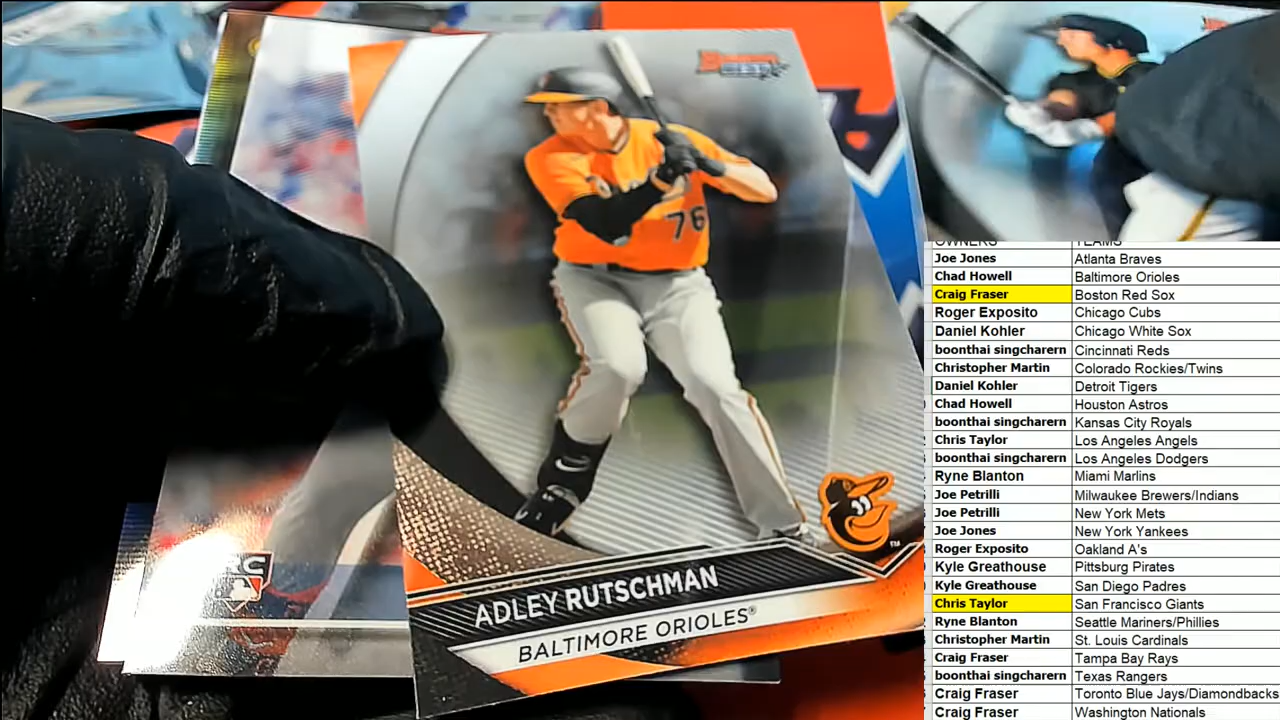 Bowman
BEST
76
ADLEY RUTSCHMAN
BALTIMORE ORIOLES®
TM
RC
OWNERS TEAMS
Joe Jones Atlanta Braves
Chad Howell Baltimore Orioles
Craig Fraser Boston Red Sox
Roger Exposito Chicago Cubs
Daniel Kohler Chicago White Sox
boonthai singcharern Cincinnati Reds
Christopher Martin Colorado Rockies/Twins
Daniel Kohler Detroit Tigers
Chad Howell Houston Astros
boonthai singcharern Kansas City Royals
Chris Taylor Los Angeles Angels
boonthai singcharern Los Angeles Dodgers
Ryne Blanton Miami Marlins
Joe Petrilli Milwaukee Brewers/Indians
Joe Petrilli New York Mets
Joe Jones New York Yankees
Roger Exposito Oakland A's
Kyle Greathouse Pittsburg Pirates
Kyle Greathouse San Diego Padres
Chris Taylor San Francisco Giants
Ryne Blanton Seattle Mariners/Phillies
Christopher Martin St. Louis Cardinals
Craig Fraser Tampa Bay Rays
boonthai singcharern Texas Rangers
Craig Fraser Toronto Blue Jays/Diamondbacks
Craig Fraser Washington Nationals